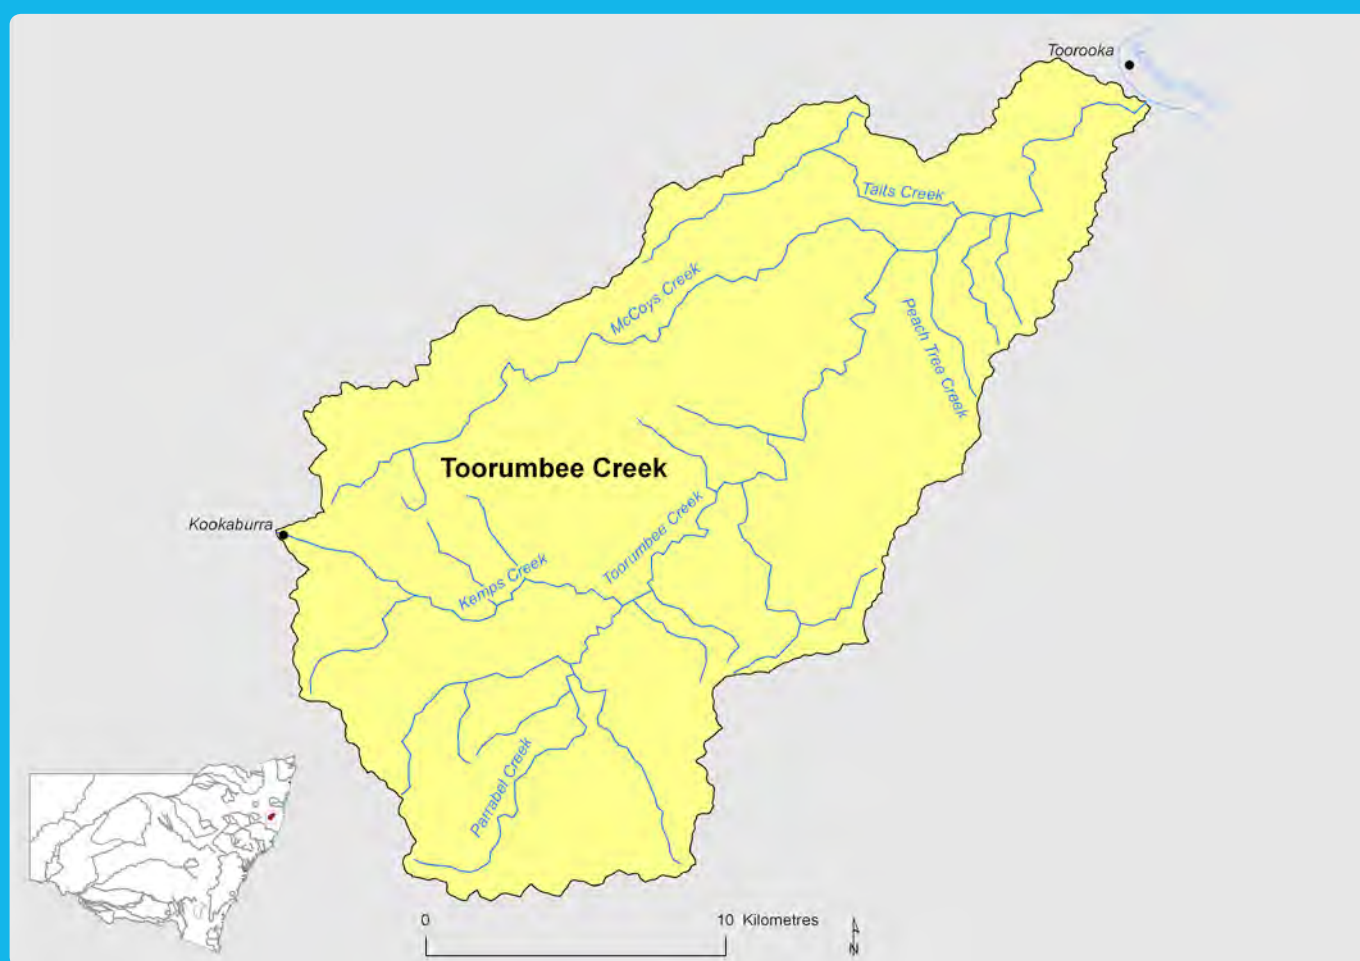 Toorooka
Taits Creek
McCoys Creek
Peach Tree Creek
Toorumbee Creek
Kookaburra
Toorumbee Creek
Kemps Creek
Parrabel Creek
0 10 Kilometres
N